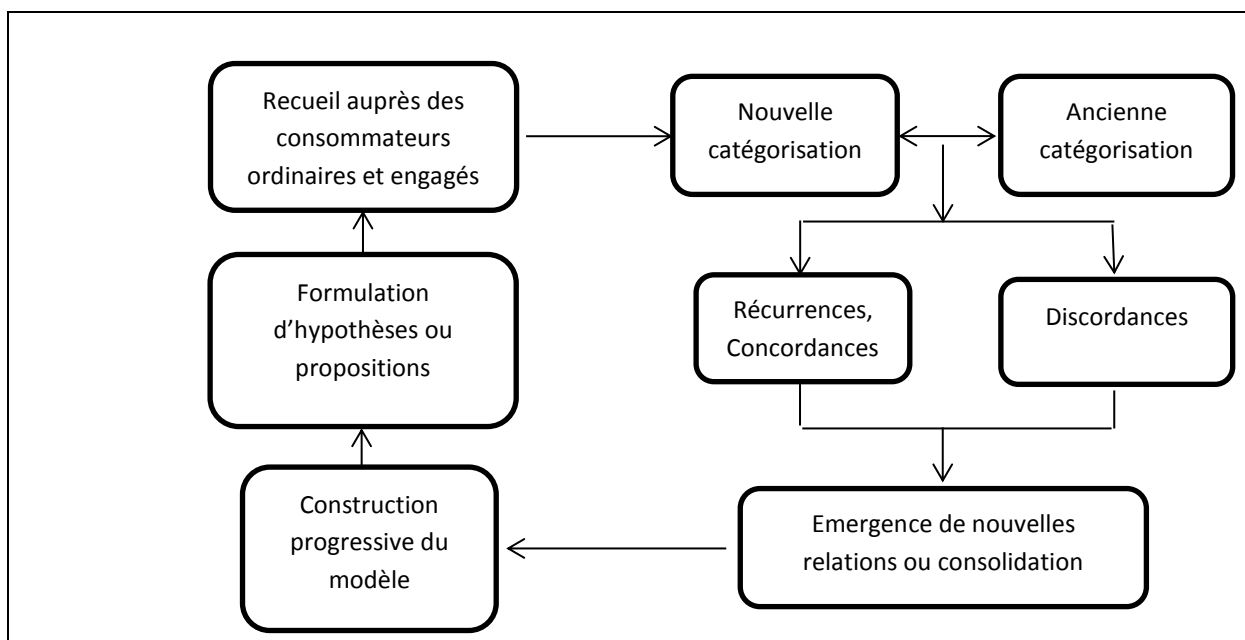 Recueil auprès des
consommateurs
ordinaires et engagés
Nouvelle
catégorisation
Ancienne
catégorisation
Formulation
d’hypothèses ou
propositions
Récurrences,
Concordances
Discordances
Construction
progressive du
modèle
Emergence de nouvelles
relations ou consolidation